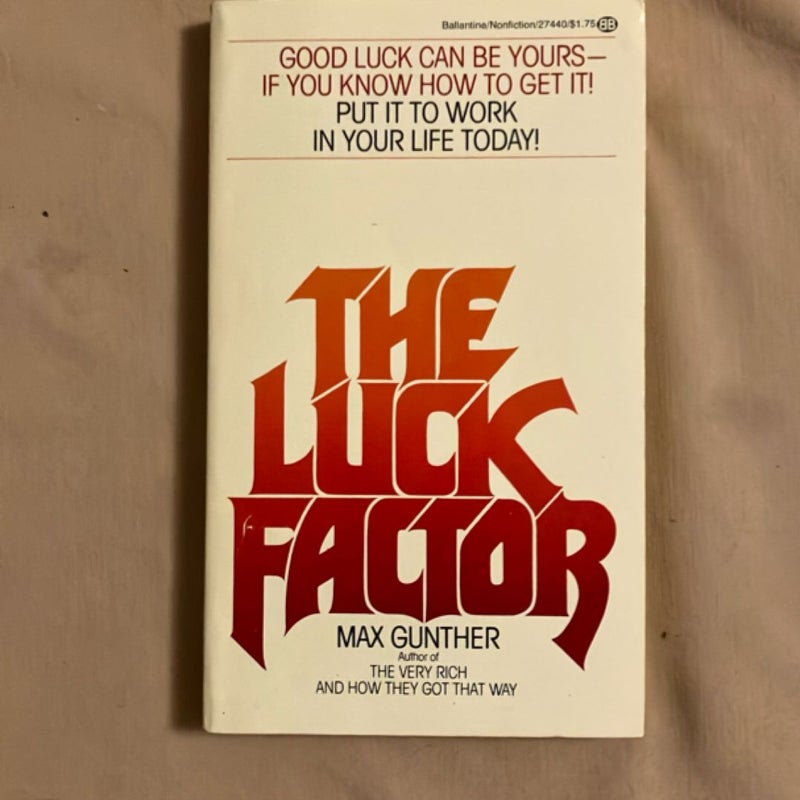 Ballantine/Nonfiction/27440/$1.75 BB
GOOD LUCK CAN BE YOURS—
IF YOU KNOW HOW TO GET IT!
PUT IT TO WORK
IN YOUR LIFE TODAY!
THE
LUCK
FACTOR
MAX GUNTHER
Author of
THE VERY RICH
AND HOW THEY GOT THAT WAY